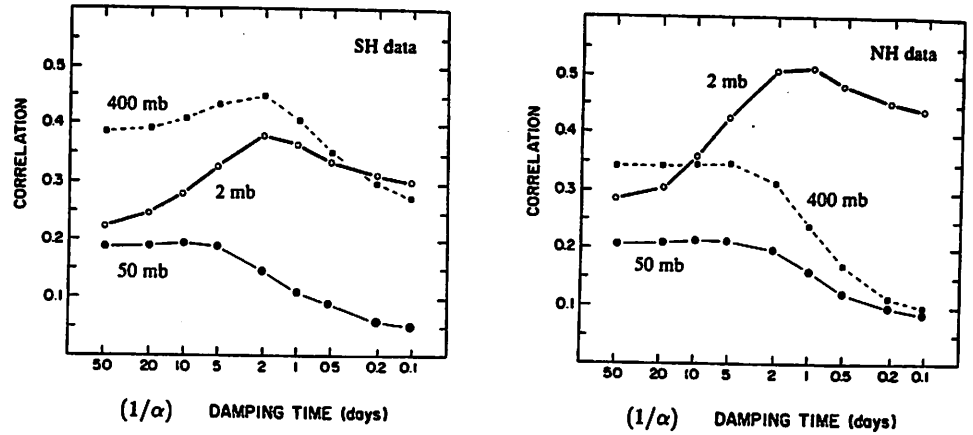 SH data
0.5
0.4
0.3
0.2
0.1
CORRELATION
400 mb
2 mb
50 mb
50 20 10 5 2 1 0.5 0.2 0.1
(1/α) DAMPING TIME (days)
NH data
0.5
0.4
0.3
0.2
0.1
CORRELATION
2 mb
400 mb
50 mb
50 20 10 5 2 1 0.5 0.2 0.1
(1/α) DAMPING TIME (days)